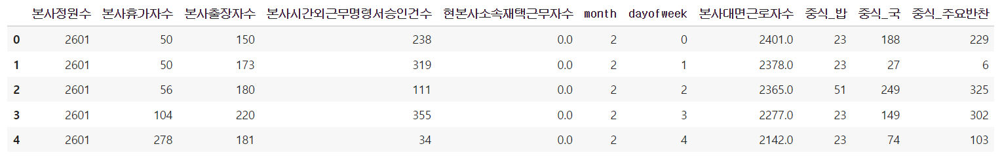 본사정원수 본사휴가자수 본사출장자수 본사시간외근무명령서승인건수 현본사소속재택근무자수 month dayofweek 본사대면근로자수 중식_밥 중식_국 중식_주요반찬
0 2601 50 150 238 0.0 2 0 2401.0 23 188 229
1 2601 50 173 319 0.0 2 1 2378.0 23 27 6
2 2601 56 180 111 0.0 2 2 2365.0 51 249 325
3 2601 104 220 355 0.0 2 3 2277.0 23 149 302
4 2601 278 181 34 0.0 2 4 2142.0 23 74 103